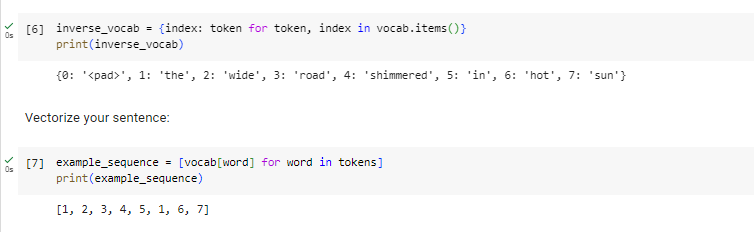 [6] inverse_vocab = {index: token for token, index in vocab.items()}
0s
print(inverse_vocab)
{0: '<pad>', 1: 'the', 2: 'wide', 3: 'road', 4: 'shimmered', 5: 'in', 6: 'hot', 7: 'sun'}
Vectorize your sentence:
[7] example_sequence = [vocab[word] for word in tokens]
0s
print(example_sequence)
[1, 2, 3, 4, 5, 1, 6, 7]